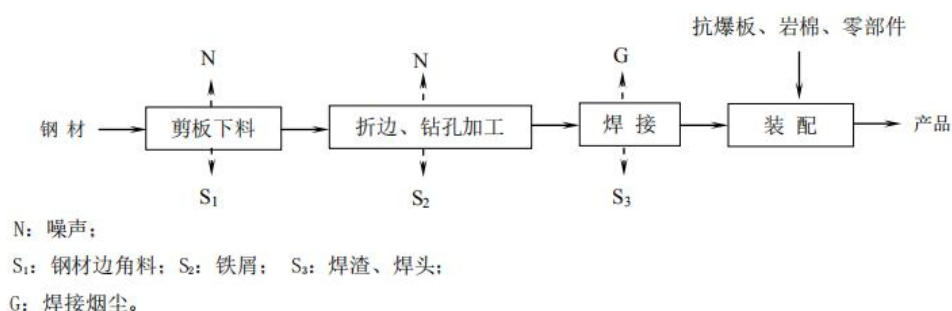 抗爆板、岩棉、零部件
N N G
钢 材 剪板下料 折边、钻孔加工 焊 接 装 配 产品
S₁ S₂ S₃
N：噪声；
S₁：钢材边角料；S₂：铁屑； S₃：焊渣、焊头；
G：焊接烟尘。